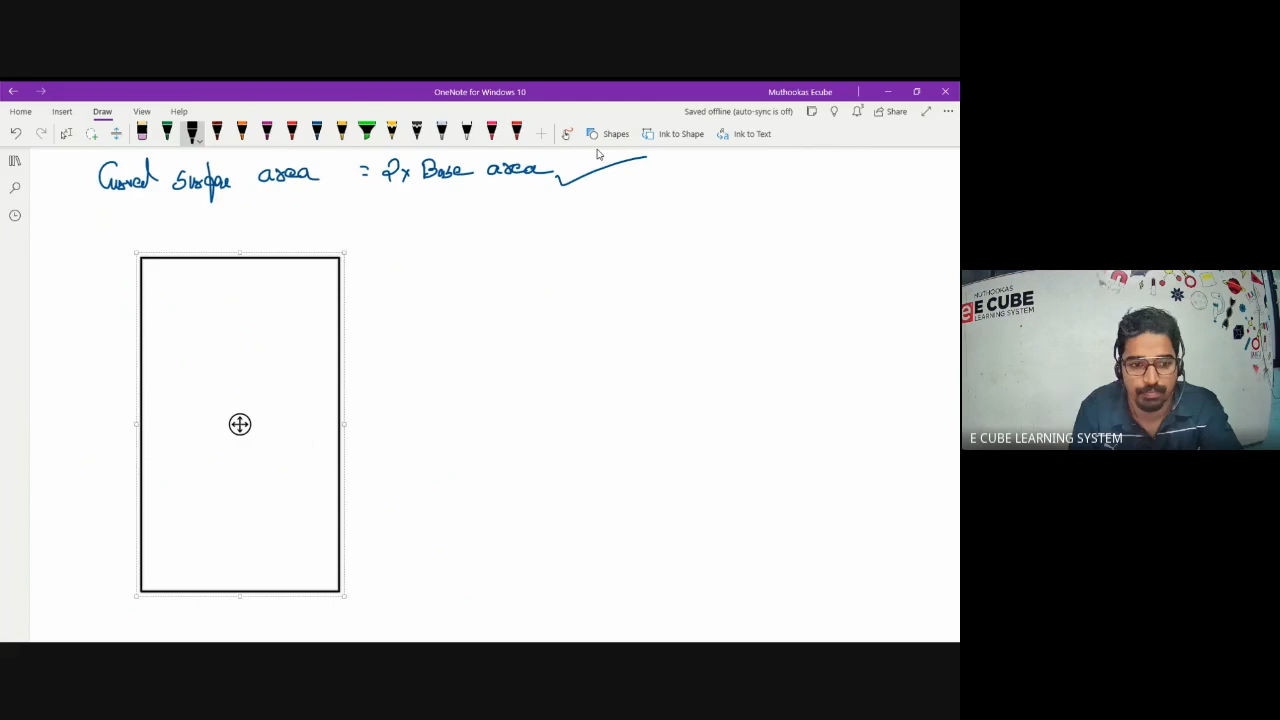 OneNote for Windows 10
Muthookas Ecube
Home Insert Draw View Help
Saved offline (auto-sync is off)
Share
Shapes
Ink to Shape
Ink to Text
Curved surface area = 2x Base area
MUTHOOKAS
e E CUBE
LEARNING SYSTEM
E CUBE LEARNING SYSTEM